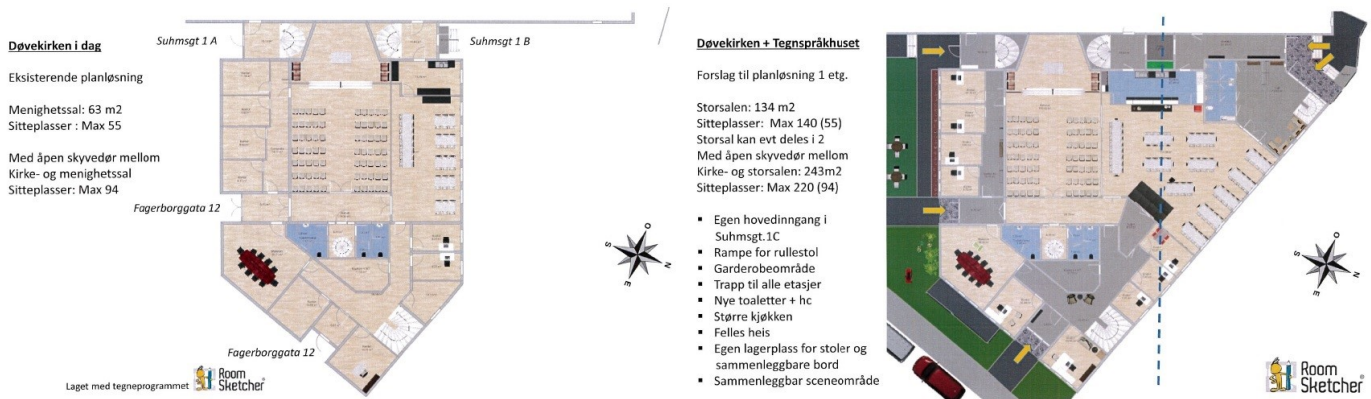 Døvekirken i dag
Eksisterende planløsning
Menighetssal: 63 m2
Sitteplasser : Max 55
Med åpen skyvedør mellom
Kirke- og menighetssal
Sitteplasser: Max 94
Suhmsgt 1 A
Suhmsgt 1 B
Fagerborggata 12
Fagerborggata 12
Laget med tegneprogrammet
Room
Sketcher
Døvekirken + Tegnspråkhuset
Forslag til planløsning 1 etg.
Storsalen: 134 m2
Sitteplasser: Max 140 (55)
Storsal kan evt deles i 2
Med åpen skyvedør mellom
Kirke- og storsalen: 243m2
Sitteplasser: Max 220 (94)
▪ Egen hovedinngang i
Suhmsgt.1C
▪ Rampe for rullestol
▪ Garderobeområde
▪ Trapp til alle etasjer
▪ Nye toaletter + hc
▪ Større kjøkken
▪ Felles heis
▪ Egen lagerplass for stoler og
sammenleggbare bord
▪ Sammenleggbar sceneområde
O
N
E
S
O
N
E
S
Room
Sketcher